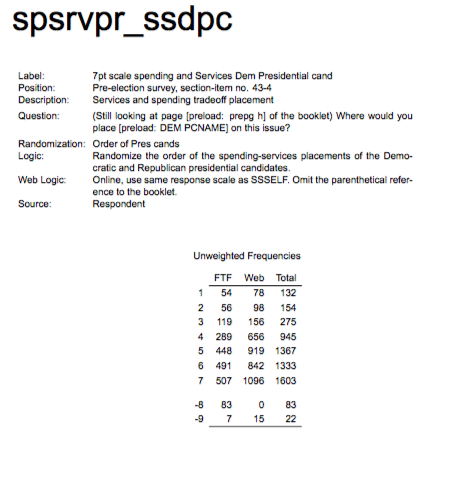 spsrvpr_ssdpc
Label: 7pt scale spending and Services Dem Presidential cand
Position: Pre-election survey, section-item no. 43-4
Description: Services and spending tradeoff placement
Question: (Still looking at page [preload: prepg h] of the booklet) Where would you
place [preload: DEM PCNAME] on this issue?
Randomization: Order of Pres cands
Logic: Randomize the order of the spending-services placements of the Demo-
cratic and Republican presidential candidates.
Web Logic: Online, use same response scale as SSSELF. Omit the parenthetical refer-
ence to the booklet.
Source: Respondent
Unweighted Frequencies
FTF Web Total
1 54 78 132
2 56 98 154
3 119 156 275
4 289 656 945
5 448 919 1367
6 491 842 1333
7 507 1096 1603
-8 83 0 83
-9 7 15 22